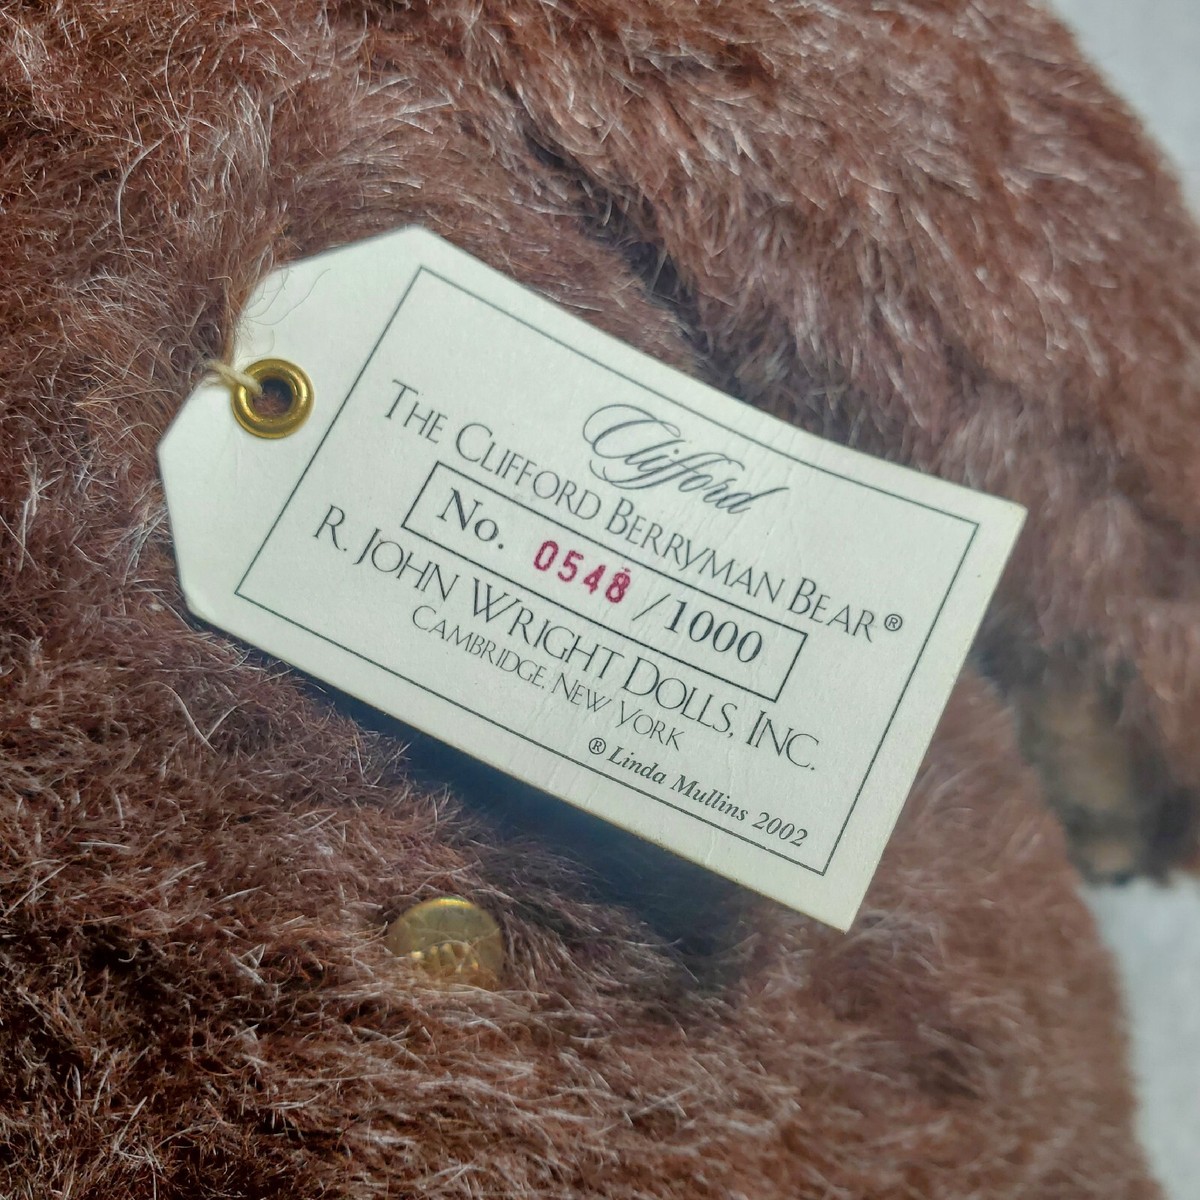 Clifford
THE CLIFFORD BERRYMAN BEAR®
No. 0548 /1000
R. JOHN WRIGHT DOLLS, INC.
CAMBRIDGE, NEW YORK
® Linda Mullins 2002